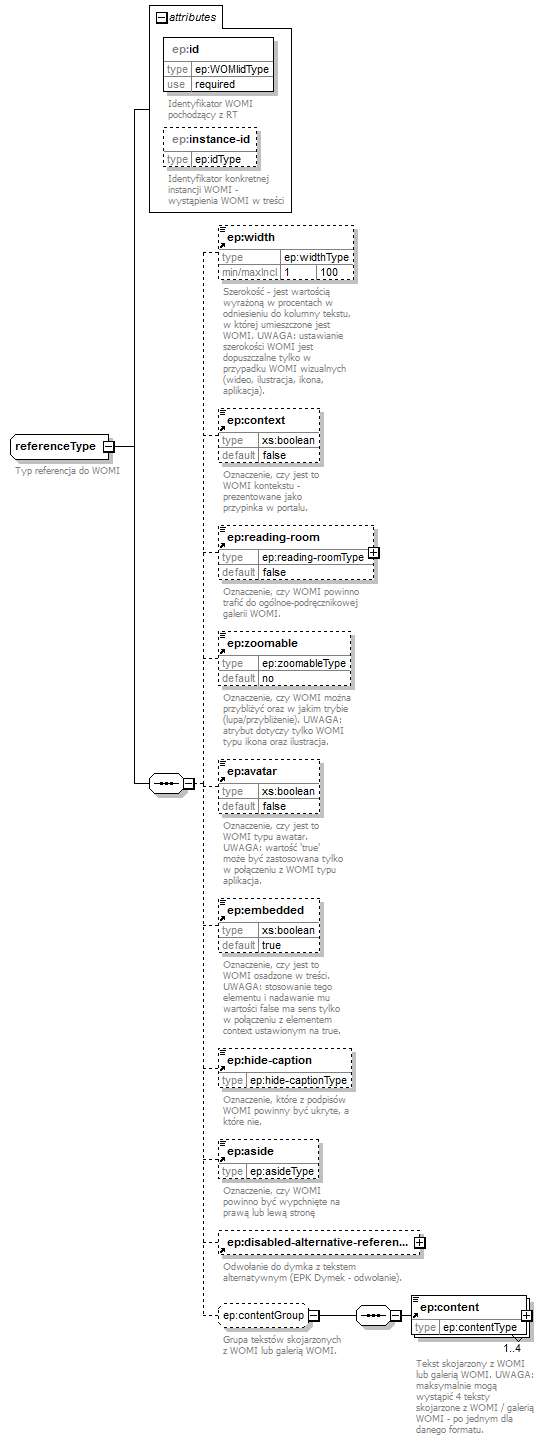 attributes
ep:id
type ep:WOMIidType
use required
Identyfikator WOMI
pochodzący z RT
ep:instance-id
type ep:idType
Identyfikator konkretnej
instancji WOMI -
wystąpienia WOMI w treści
referenceType
Typ referencja do WOMI
ep:width
type ep:widthType
min/maxIncl 1 100
Szerokość - jest wartością
wyrażoną w procentach w
odniesieniu do kolumny tekstu,
w której umieszczone jest
WOMI. UWAGA: ustawianie
szerokości WOMI jest
dopuszczalne tylko w
przypadku WOMI wizualnych
(wideo, ilustracja, ikona,
aplikacja).
ep:context
type xs:boolean
default false
Oznaczenie, czy jest to
WOMI kontekstu -
prezentowane jako
przypinka w portalu.
ep:reading-room
type ep:reading-roomType
default false
Oznaczenie, czy WOMI powinno
trafić do ogólnoe-podręcznikowej
galerii WOMI.
ep:zoomable
type ep:zoomableType
default no
Oznaczenie, czy WOMI można
przybliżyć oraz w jakim trybie
(lupa/przybliżenie). UWAGA:
atrybut dotyczy tylko WOMI
typu ikona oraz ilustracja.
ep:avatar
type xs:boolean
default false
Oznaczenie, czy jest to
WOMI typu awatar.
UWAGA: wartość 'true'
może być zastosowana tylko
w połączeniu z WOMI typu
aplikacja.
ep:embedded
type xs:boolean
default true
Oznaczenie, czy jest to
WOMI osadzone w treści.
UWAGA: stosowanie tego
elementu i nadawanie mu
wartości false ma sens tylko
w połączeniu z elementem
context ustawionym na true.
ep:hide-caption
type ep:hide-captionType
Oznaczenie, które z podpisów
WOMI powinny być ukryte, a
które nie.
ep:aside
type ep:asideType
Oznaczenie, czy WOMI
powinno być wypchnięte na
prawą lub lewą stronę
ep:disabled-alternative-referen...
Odwołanie do dymka z tekstem
alternatywnym (EPK Dymek - odwołanie).
ep:contentGroup
Grupa tekstów skojarzonych
z WOMI lub galerią WOMI.
ep:content
type ep:contentType
1..4
Tekst skojarzony z WOMI
lub galerią WOMI. UWAGA:
maksymalnie mogą
wystąpić 4 teksty
skojarzone z WOMI / galerią
WOMI - po jednym dla
danego formatu.